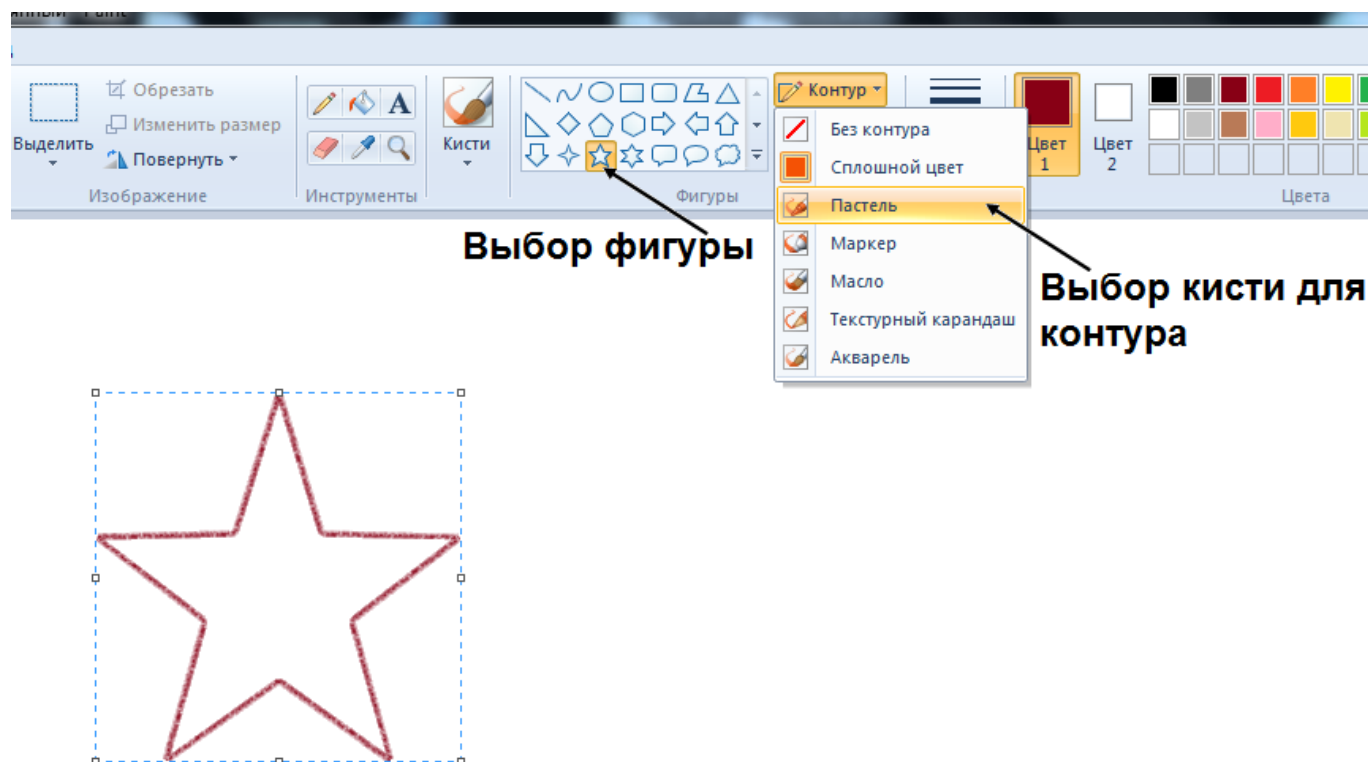 Контур
Обрезать
Изменить размер
Повернуть
Выделить
A
Кисти
Цвет
1
Цвет
2
Изображение
Инструменты
Фигуры
Цвета
Без контура
Сплошной цвет
Пастель
Маркер
Масло
Текстурный карандаш
Акварель
Выбор фигуры
Выбор кисти для
контура